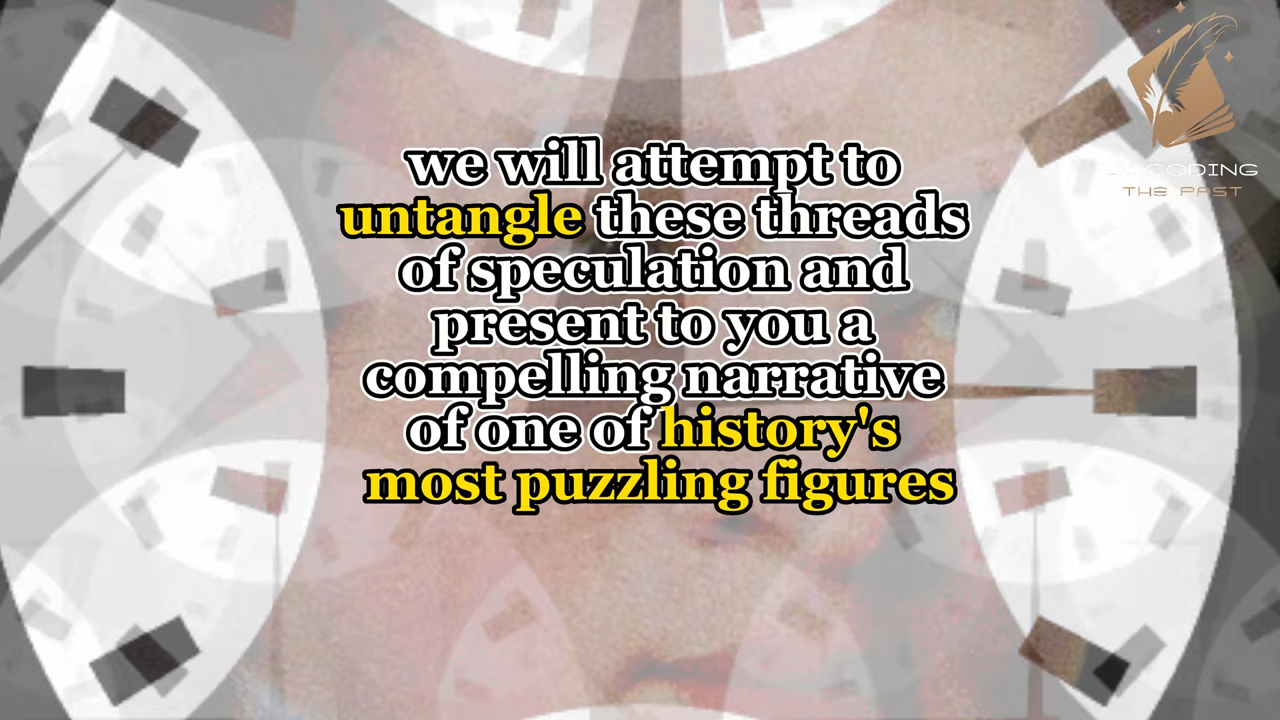 we will attempt to
untangle these threads
of speculation and
present to you a
compelling narrative
of one of history's
most puzzling figures
THE PAST